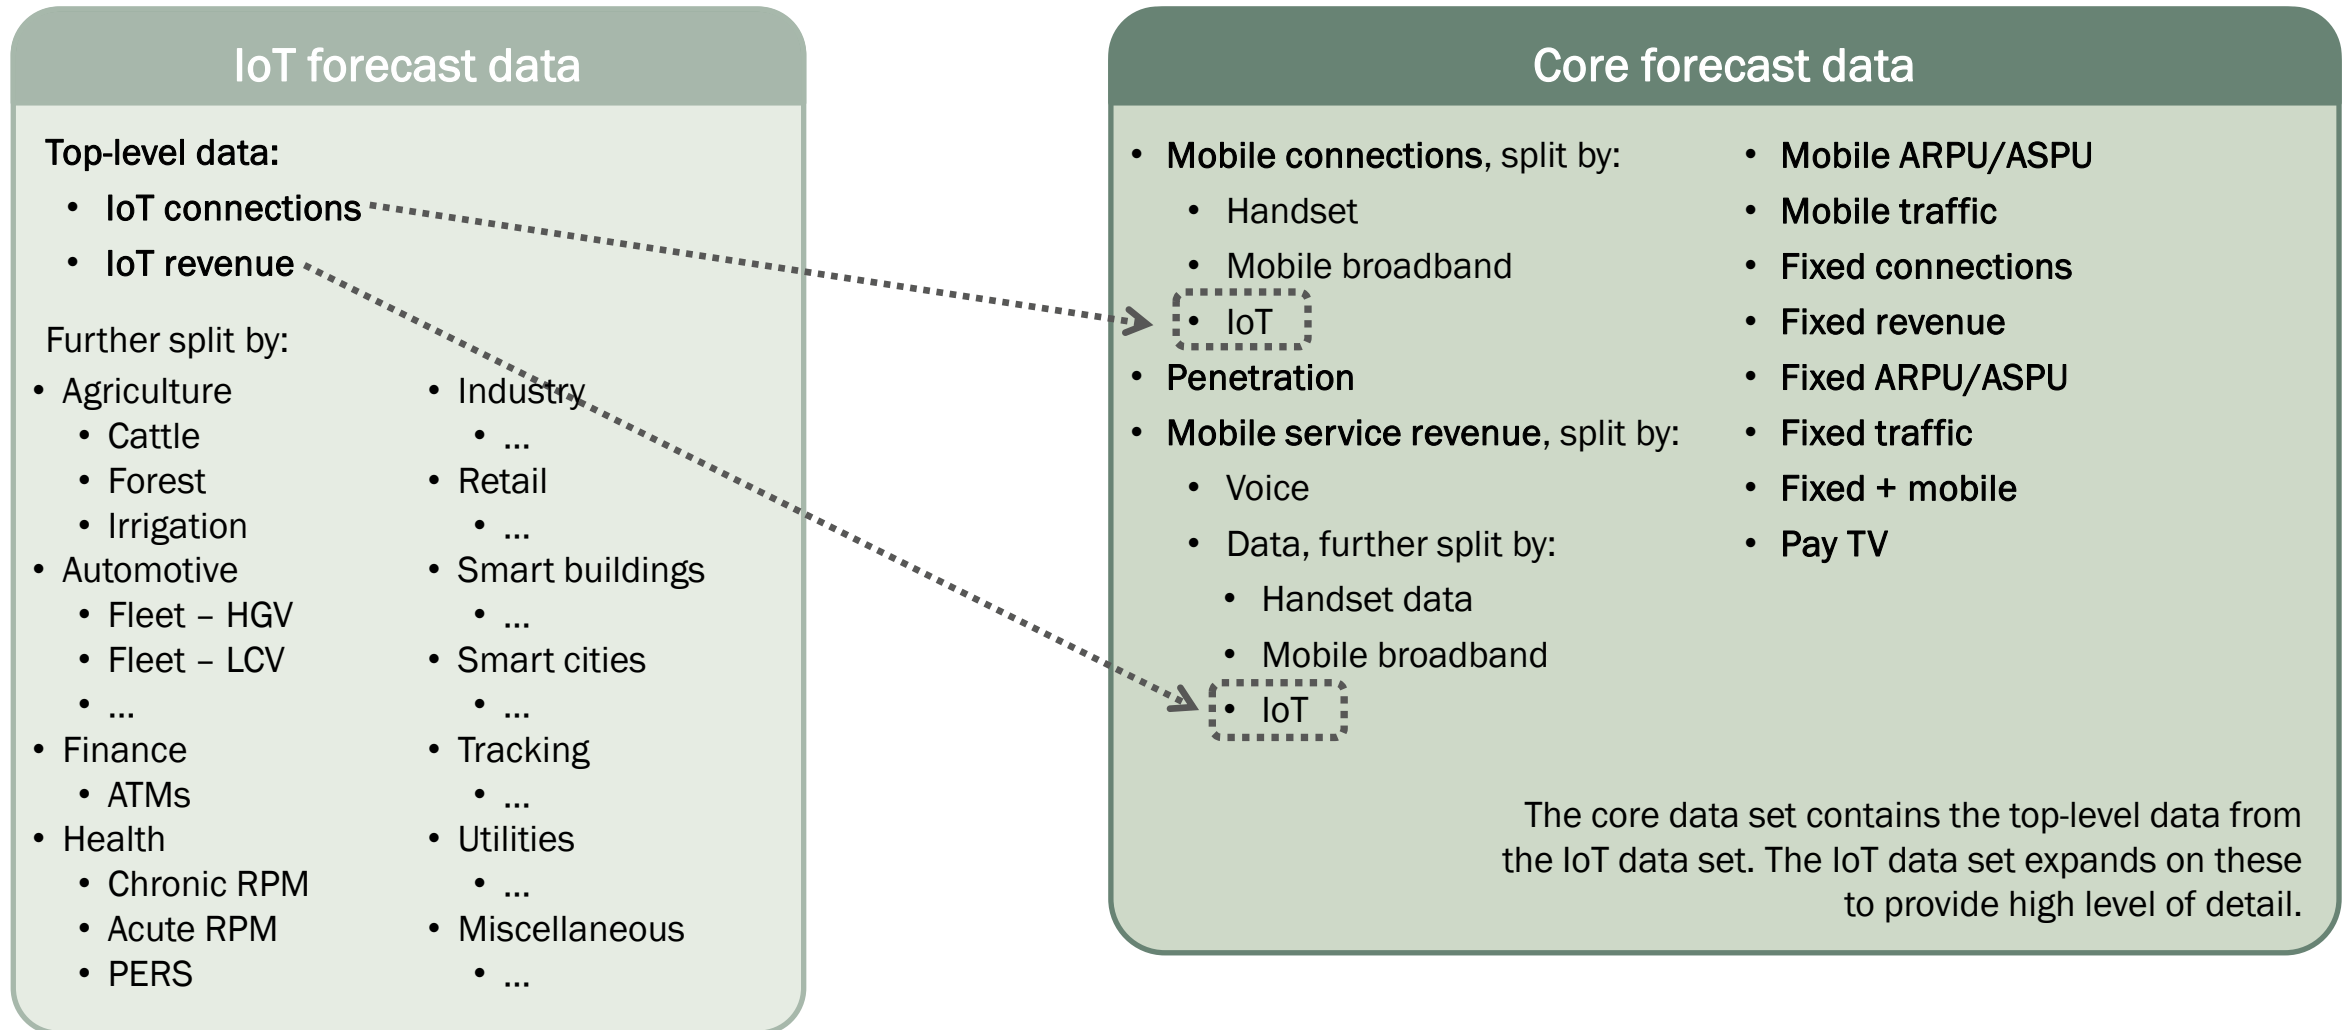 IoT forecast data
Top-level data:
• IoT connections
• IoT revenue
Further split by:
• Agriculture
• Cattle
• Forest
• Irrigation
• Automotive
• Fleet – HGV
• Fleet – LCV
• ...
• Finance
• ATMs
• Health
• Chronic RPM
• Acute RPM
• PERS
• Industry
• ...
• Retail
• ...
• Smart buildings
• ...
• Smart cities
• ...
• Tracking
• ...
• Utilities
• ...
• Miscellaneous
• ...
Core forecast data
• Mobile connections, split by:
• Handset
• Mobile broadband
• IoT
• Penetration
• Mobile service revenue, split by:
• Voice
• Data, further split by:
• Handset data
• Mobile broadband
• IoT
• Mobile ARPU/ASPU
• Mobile traffic
• Fixed connections
• Fixed revenue
• Fixed ARPU/ASPU
• Fixed traffic
• Fixed + mobile
• Pay TV
The core data set contains the top-level data from
the IoT data set. The IoT data set expands on these
to provide high level of detail.